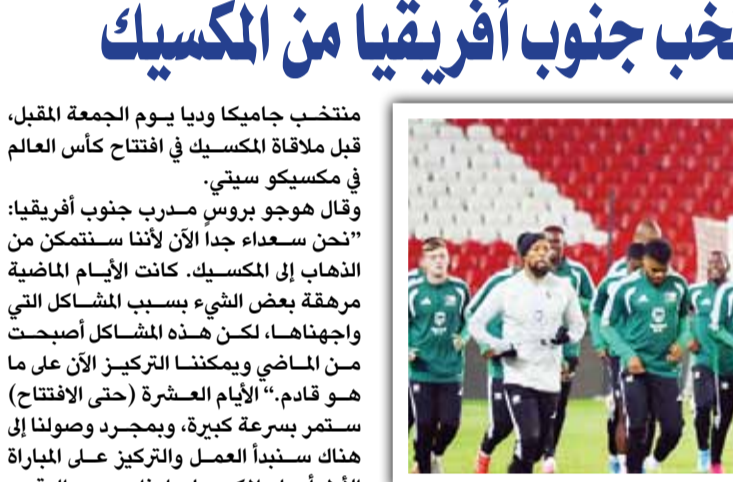 خب جنوب أفريقيا من المكسيك
منتخب جاميكا وديا يوم الجمعة المقبل،
قبل ملاقاة المكسيك في افتتاح كأس العالم
في مكسيكو سيتي.
وقال هوجو بروس مدرب جنوب أفريقيا:
”نحن سعداء جداً الآن لأننا سنتمكن من
الذهاب إلى المكسيك. كانت الأيام الماضية
مرهقة بعض الشيء بسبب المشاكل التي
واجهناها، لكن هذه المشاكل أصبحت
من الماضي ويمكننا التركيز الآن على ما
هو قادم.“ الأيام العشرة (حتى الافتتاح)
ستمر بسرعة كبيرة، وبمجرد وصولنا إلى
هناك سنبدأ العمل والتركيز على المباراة